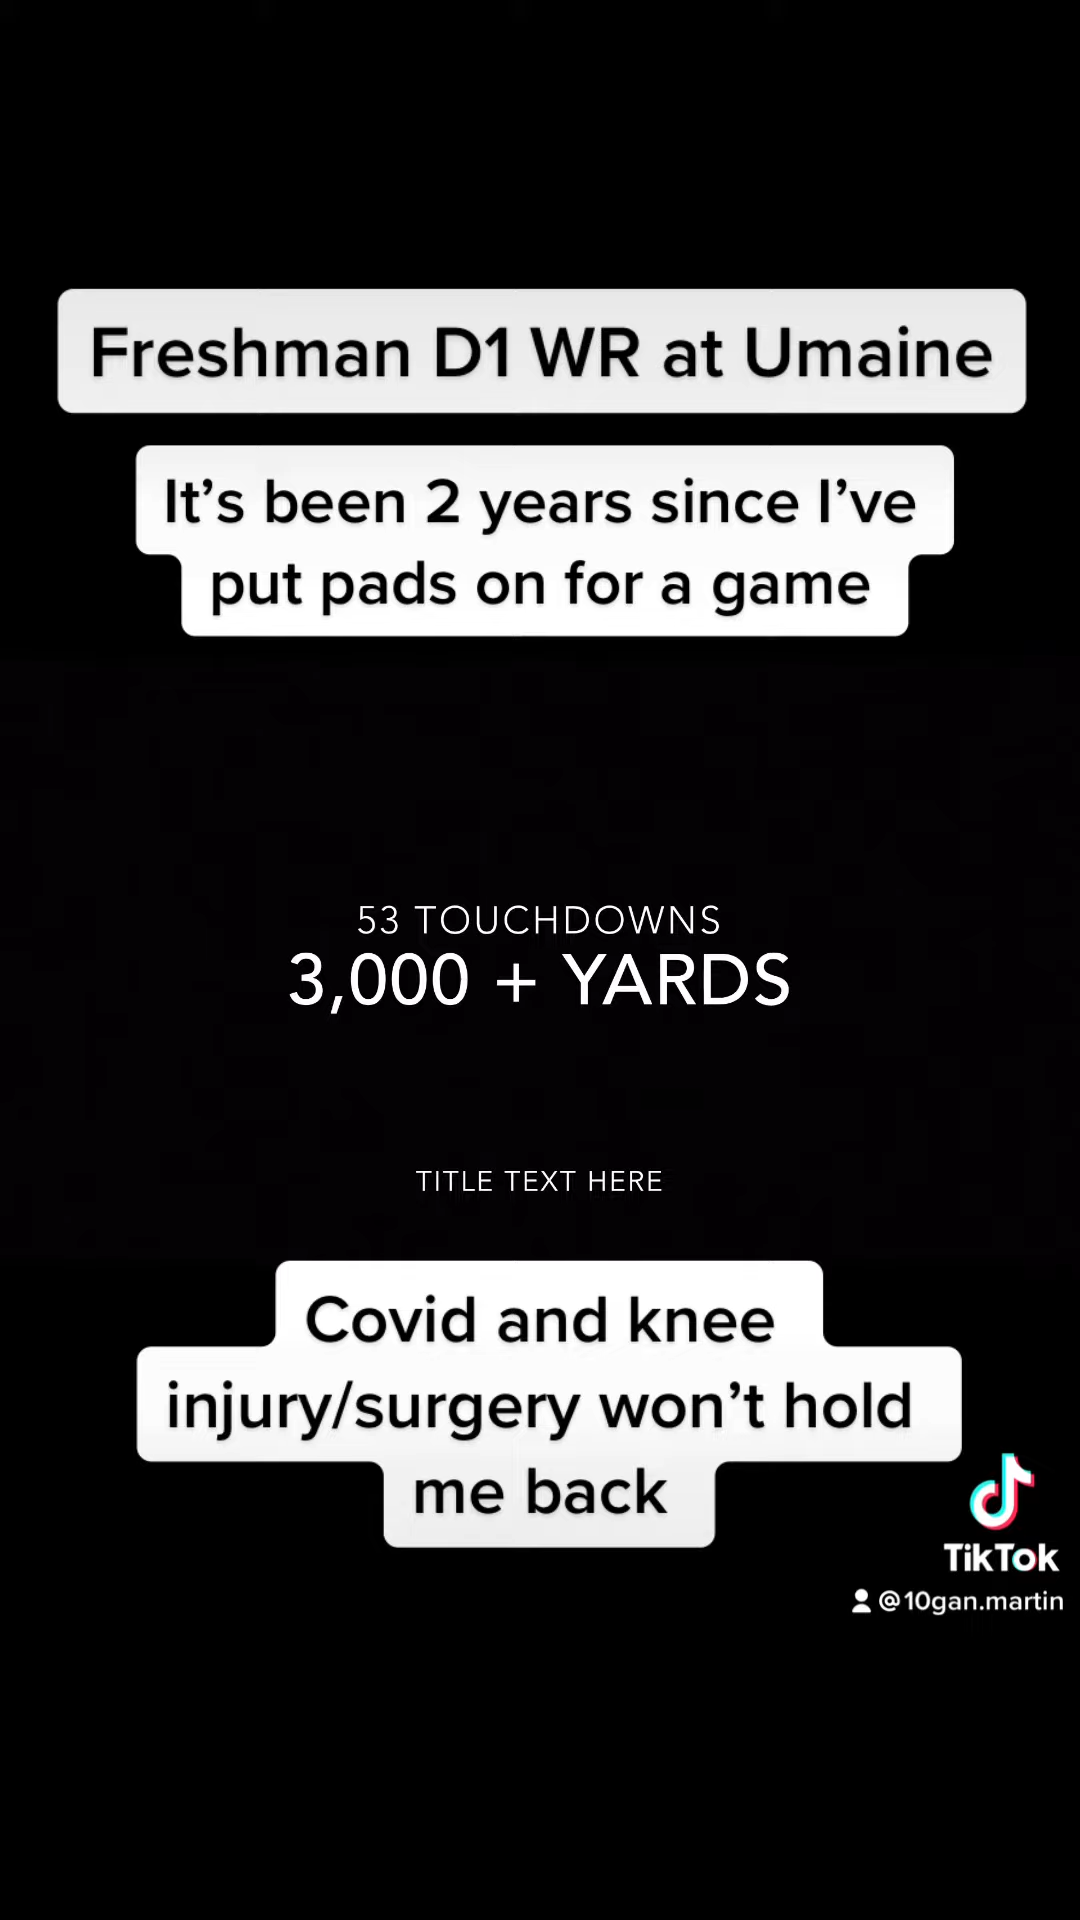 Freshman D1 WR at Umaine
It’s been 2 years since I’ve
put pads on for a game
53 TOUCHDOWNS
3,000 + YARDS
TITLE TEXT HERE
Covid and knee
injury/surgery won’t hold
me back
TikTok
@10gan.martin